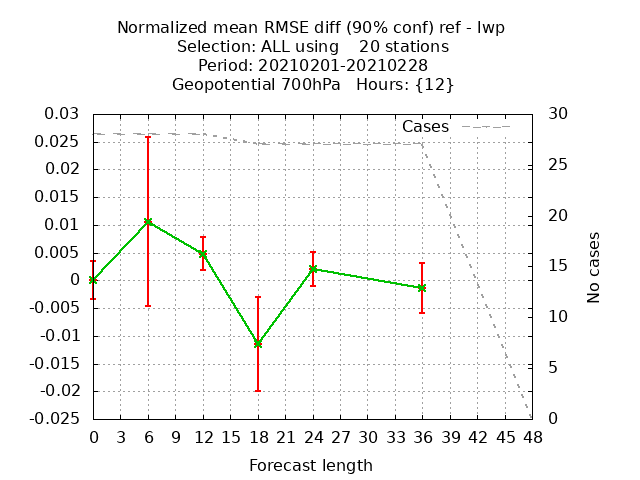 Normalized mean RMSE diff (90% conf) ref - lwp
Selection: ALL using    20 stations
Period: 20210201-20210228
Geopotential 700hPa   Hours: {12}
Cases
0.03
0.025
0.02
0.015
0.01
0.005
0
-0.005
-0.01
-0.015
-0.02
-0.025
30
25
20
15
10
5
0
No cases
0 3 6 9 12 15 18 21 24 27 30 33 36 39 42 45 48
Forecast length